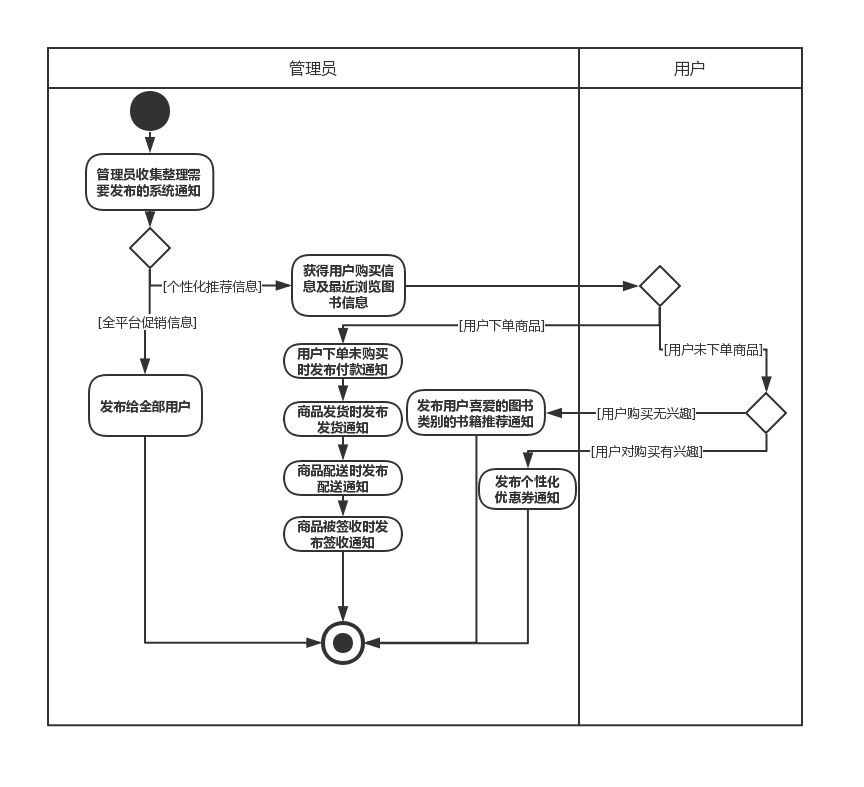 管理员
用户
管理员收集整理需
要发布的系统通知
[个性化推荐信息]
获得用户购买信
息及最近浏览图
书信息
[全平台促销信息]
[用户下单商品]
[用户未下单商品]
用户下单未购买
时发布付款通知
发布给全部用户
商品发货时发布
发货通知
发布用户喜爱的图书
类别的书籍推荐通知
[用户购买无兴趣]
[用户对购买有兴趣]
商品配送时发布
配送通知
发布个性化
优惠券通知
商品被签收时发
布签收通知